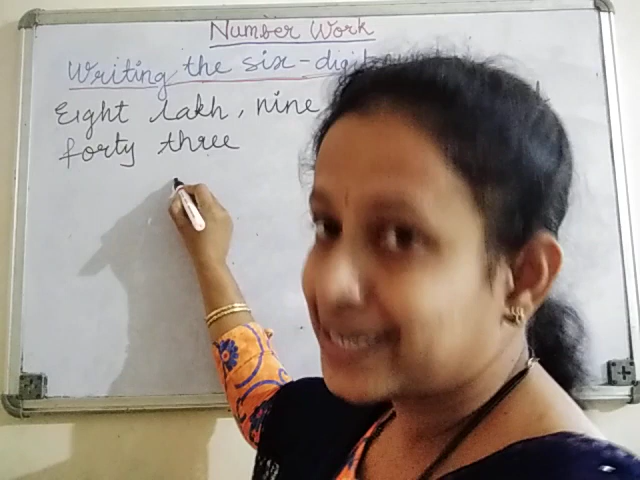 Number Work
Writing the six-digit
Eight lakh, nine
forty three